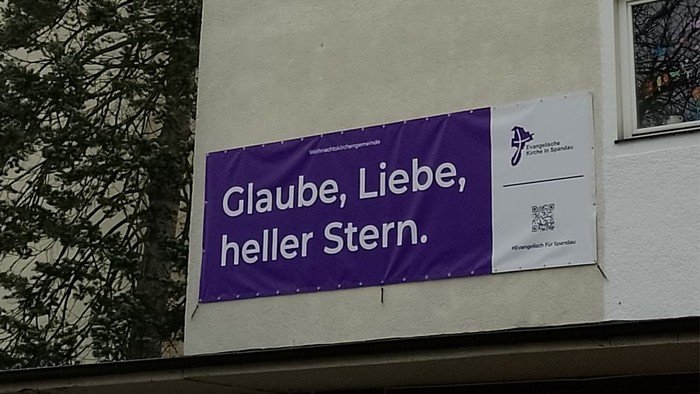 Weihnachtskirchengemeinde
Glaube, Liebe,
heller Stern.
Evangelische
Kirche in Spandau
#Evangelisch für Spandau